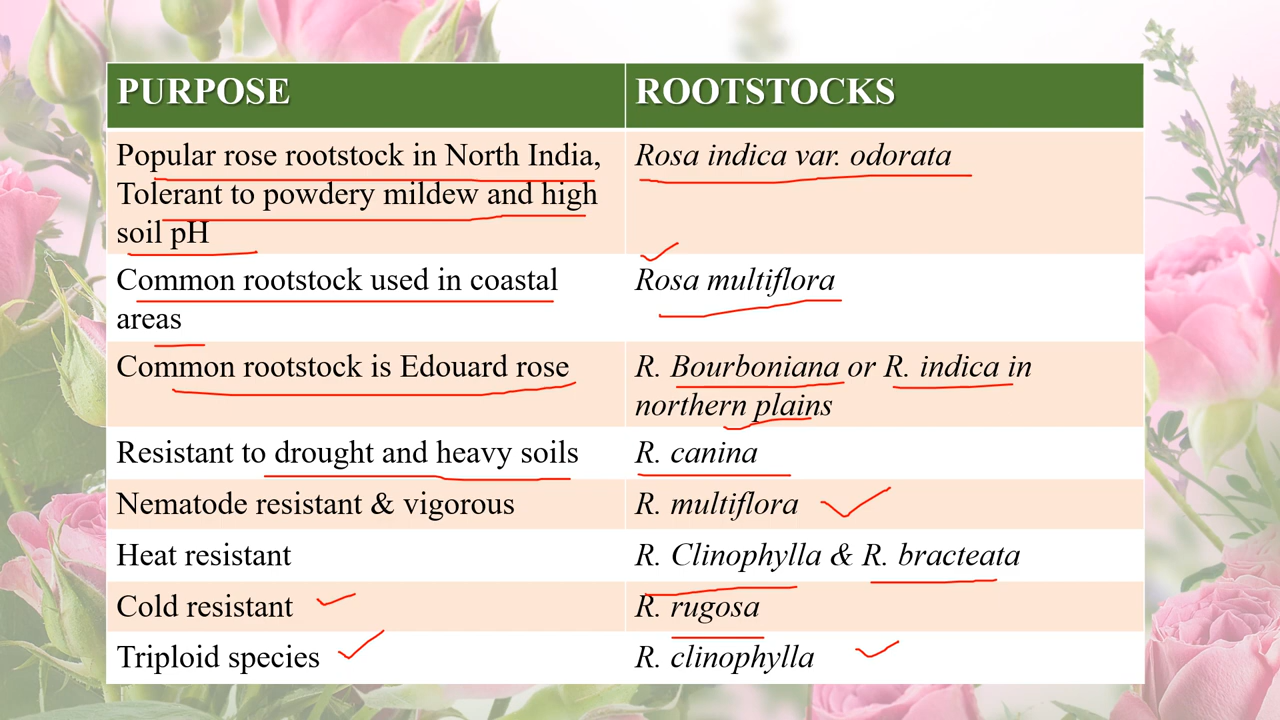 PURPOSE
ROOTSTOCKS
Popular rose rootstock in North India,
Tolerant to powdery mildew and high
soil pH
Rosa indica var. odorata
Common rootstock used in coastal
areas
Rosa multiflora
Common rootstock is Edouard rose
R. Bourboniana or R. indica in
northern plains
Resistant to drought and heavy soils
R. canina
Nematode resistant & vigorous
R. multiflora
Heat resistant
R. Clinophylla & R. bracteata
Cold resistant
R. rugosa
Triploid species
R. clinophylla